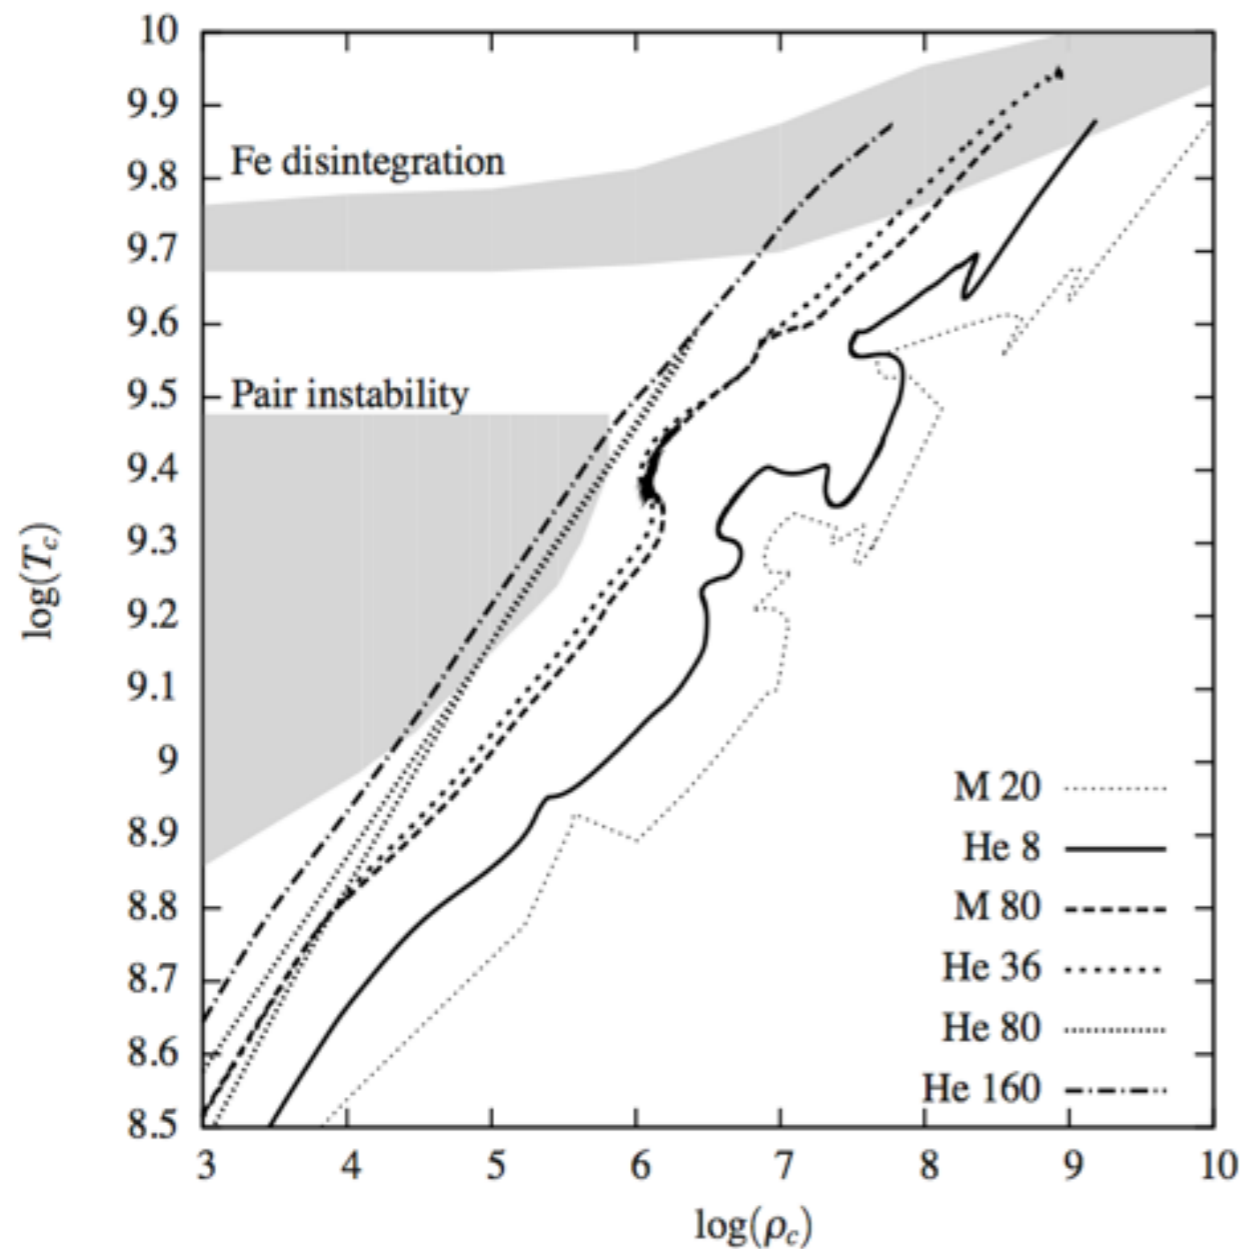 10
9.9
Fe disintegration
9.8
9.7
9.6
9.5
Pair instability
9.4
9.3
9.2
9.1
9
8.9
8.8
8.7
8.6
8.5
log(T_c)
M 20
He 8
M 80
He 36
He 80
He 160
3 4 5 6 7 8 9 10
log(ρ_c)